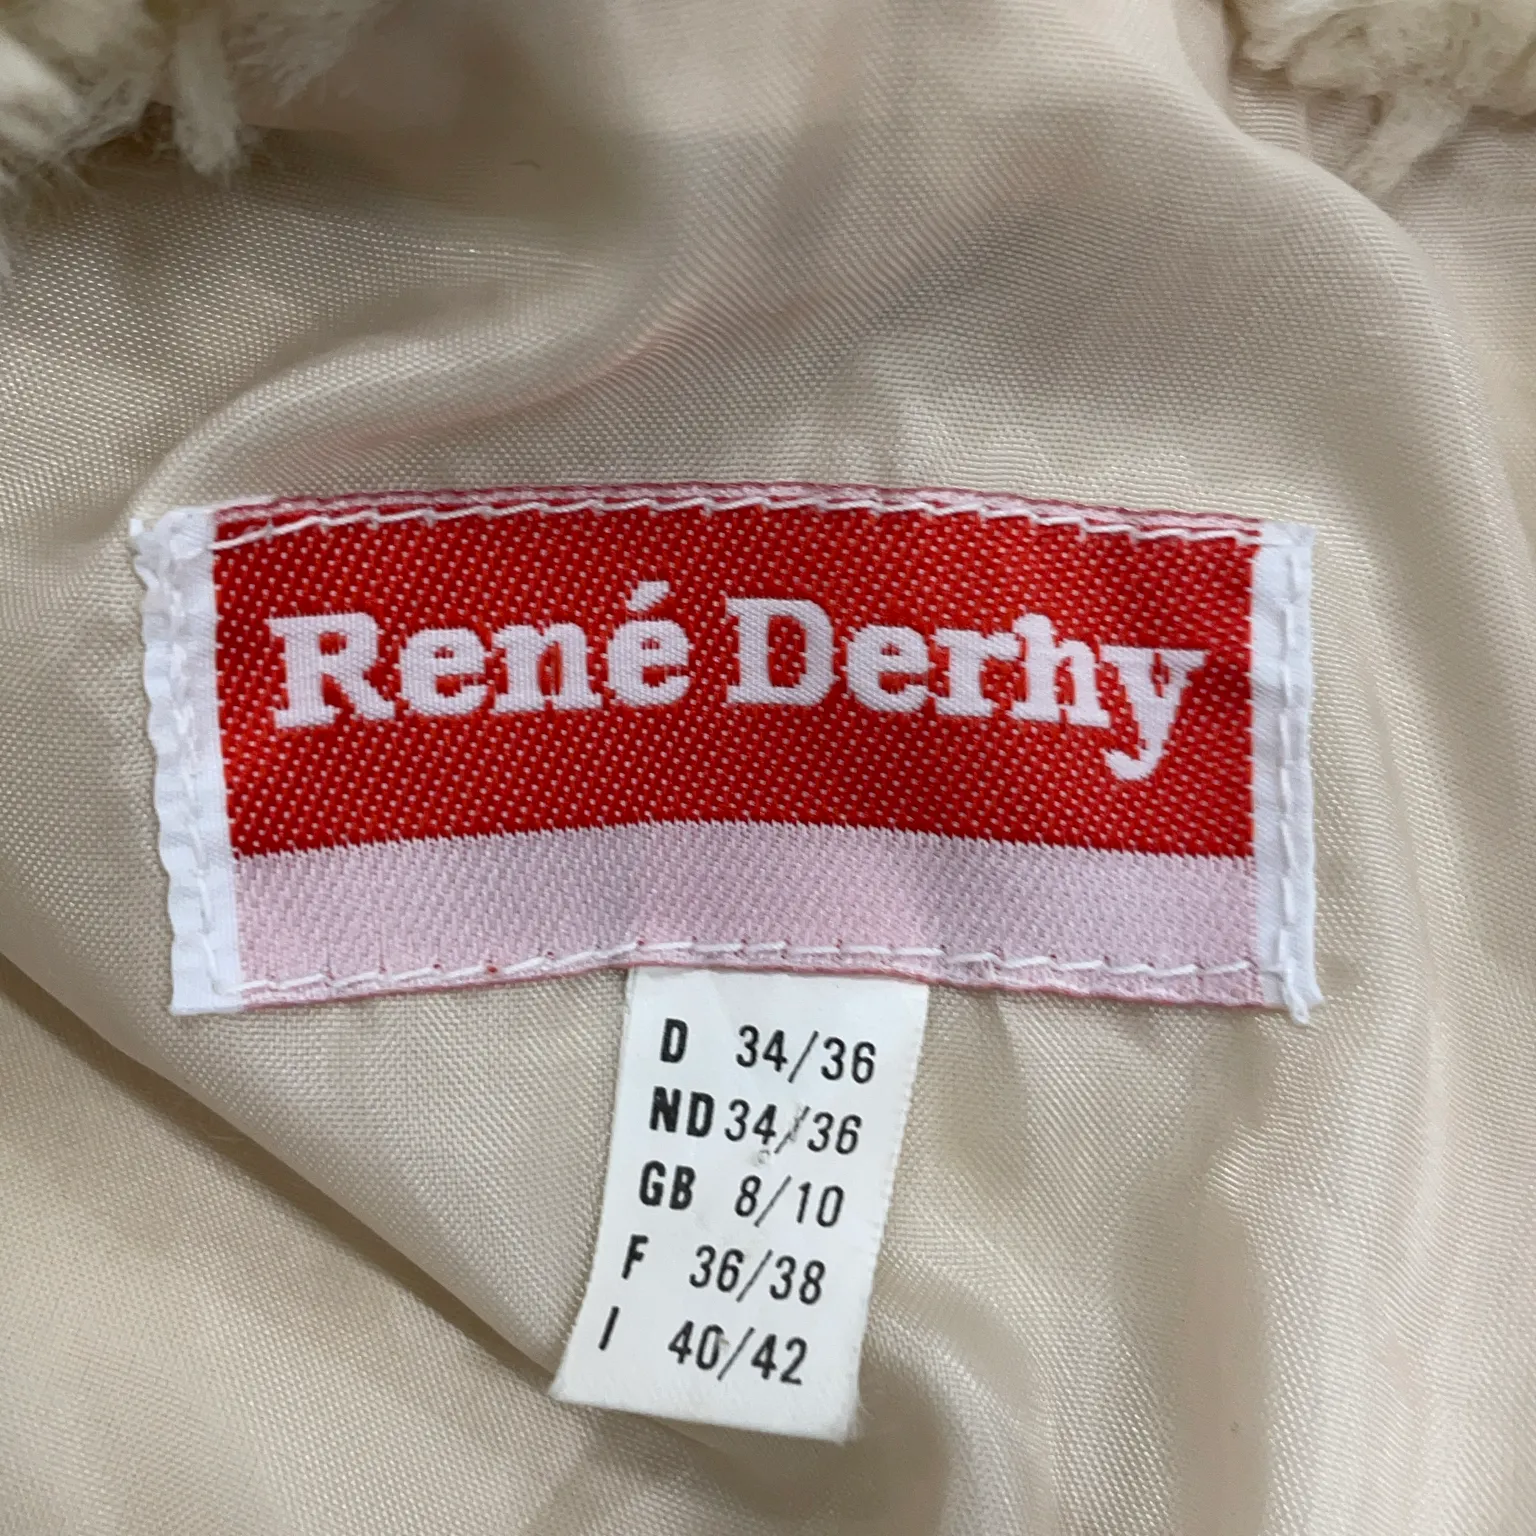 René Derhy
D 34/36
ND 34/36
GB 8/10
F 36/38
I 40/42